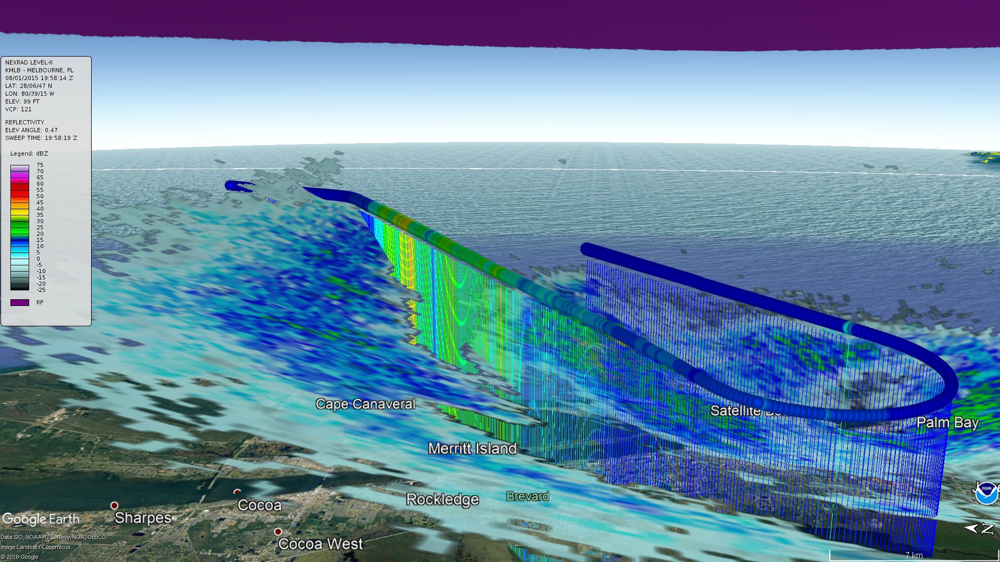 NEXRAD LEVEL-II
KMLB - MELBOURNE, FL
08/01/2015 19:58:14 Z
LAT: 28/06/47 N
LON: 80/39/15 W
ELEV: 99 FT
VCP: 121
REFLECTIVITY
ELEV ANGLE: 0.47
SWEEP TIME: 19:58:19 Z
Legend: dBZ
75
70
65
60
55
50
45
40
35
30
25
20
15
10
5
0
-5
-10
-15
-20
-25
RF
Cape Canaveral
Satellite
Palm Bay
Merritt Island
Rockledge
Brevard
NOAA
Cocoa
Sharpes
Cocoa West
Google Earth
N
Data SIO, NOAA, U.S. Navy, NGA, GEBCO
Image Landsat / Copernicus
© 2018 Google
7 km